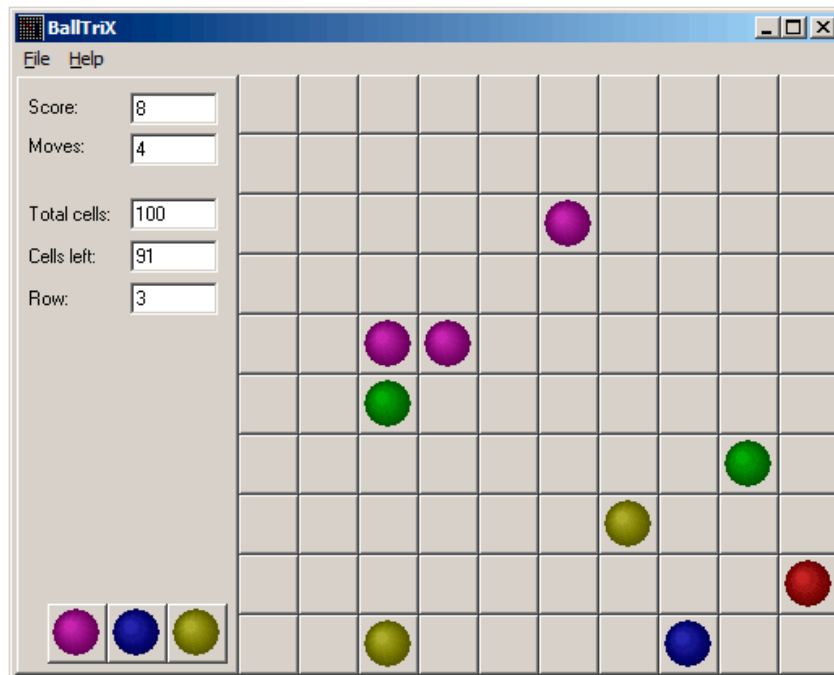 BallTriX
File Help
Score: 8
Moves: 4
Total cells: 100
Cells left: 91
Row: 3